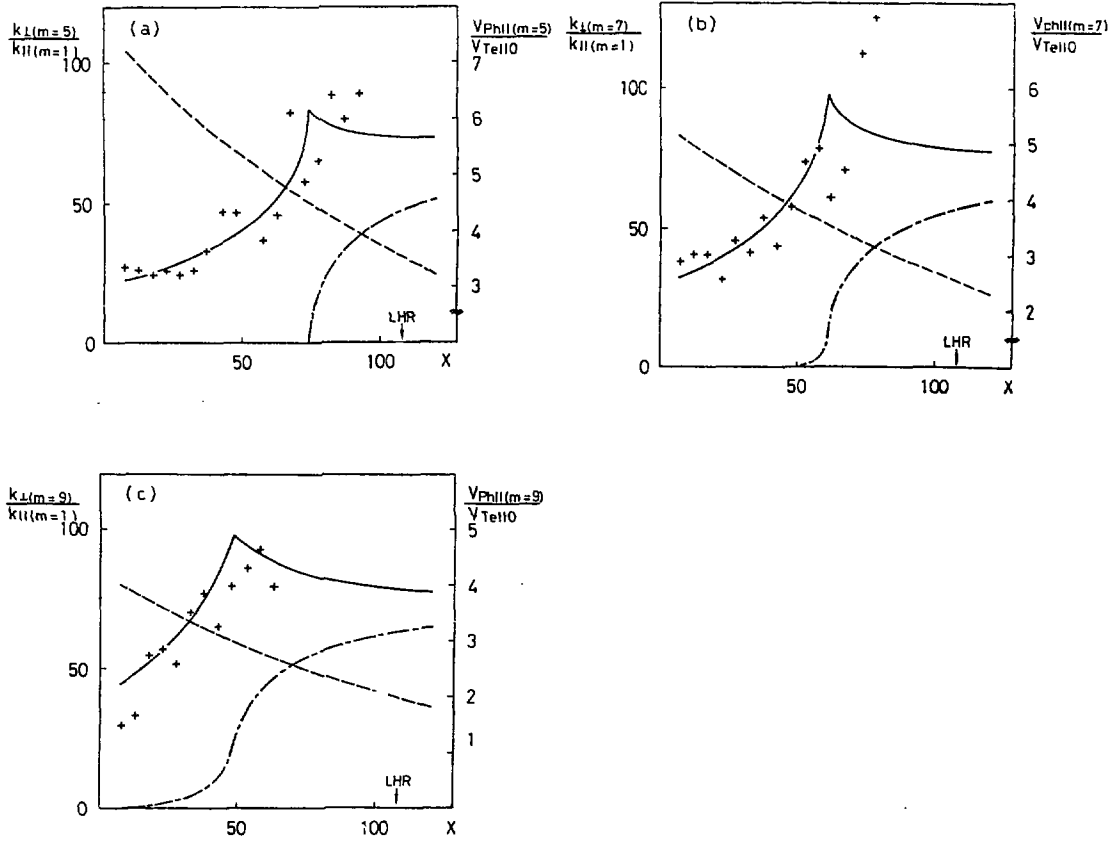 (a)
k⊥(m=5)
k||(m=1)
VPh||(m=5)
VTe||0
100
50
0
7
6
5
4
3
LHR
50
100
X
(b)
k⊥(m=7)
k||(m=1)
Vph||(m=7)
VTe||0
100
50
0
6
5
4
3
2
LHR
50
100
X
(c)
k⊥(m=9)
k||(m=1)
VPh||(m=9)
VTe||0
100
50
0
5
4
3
2
1
LHR
50
100
X